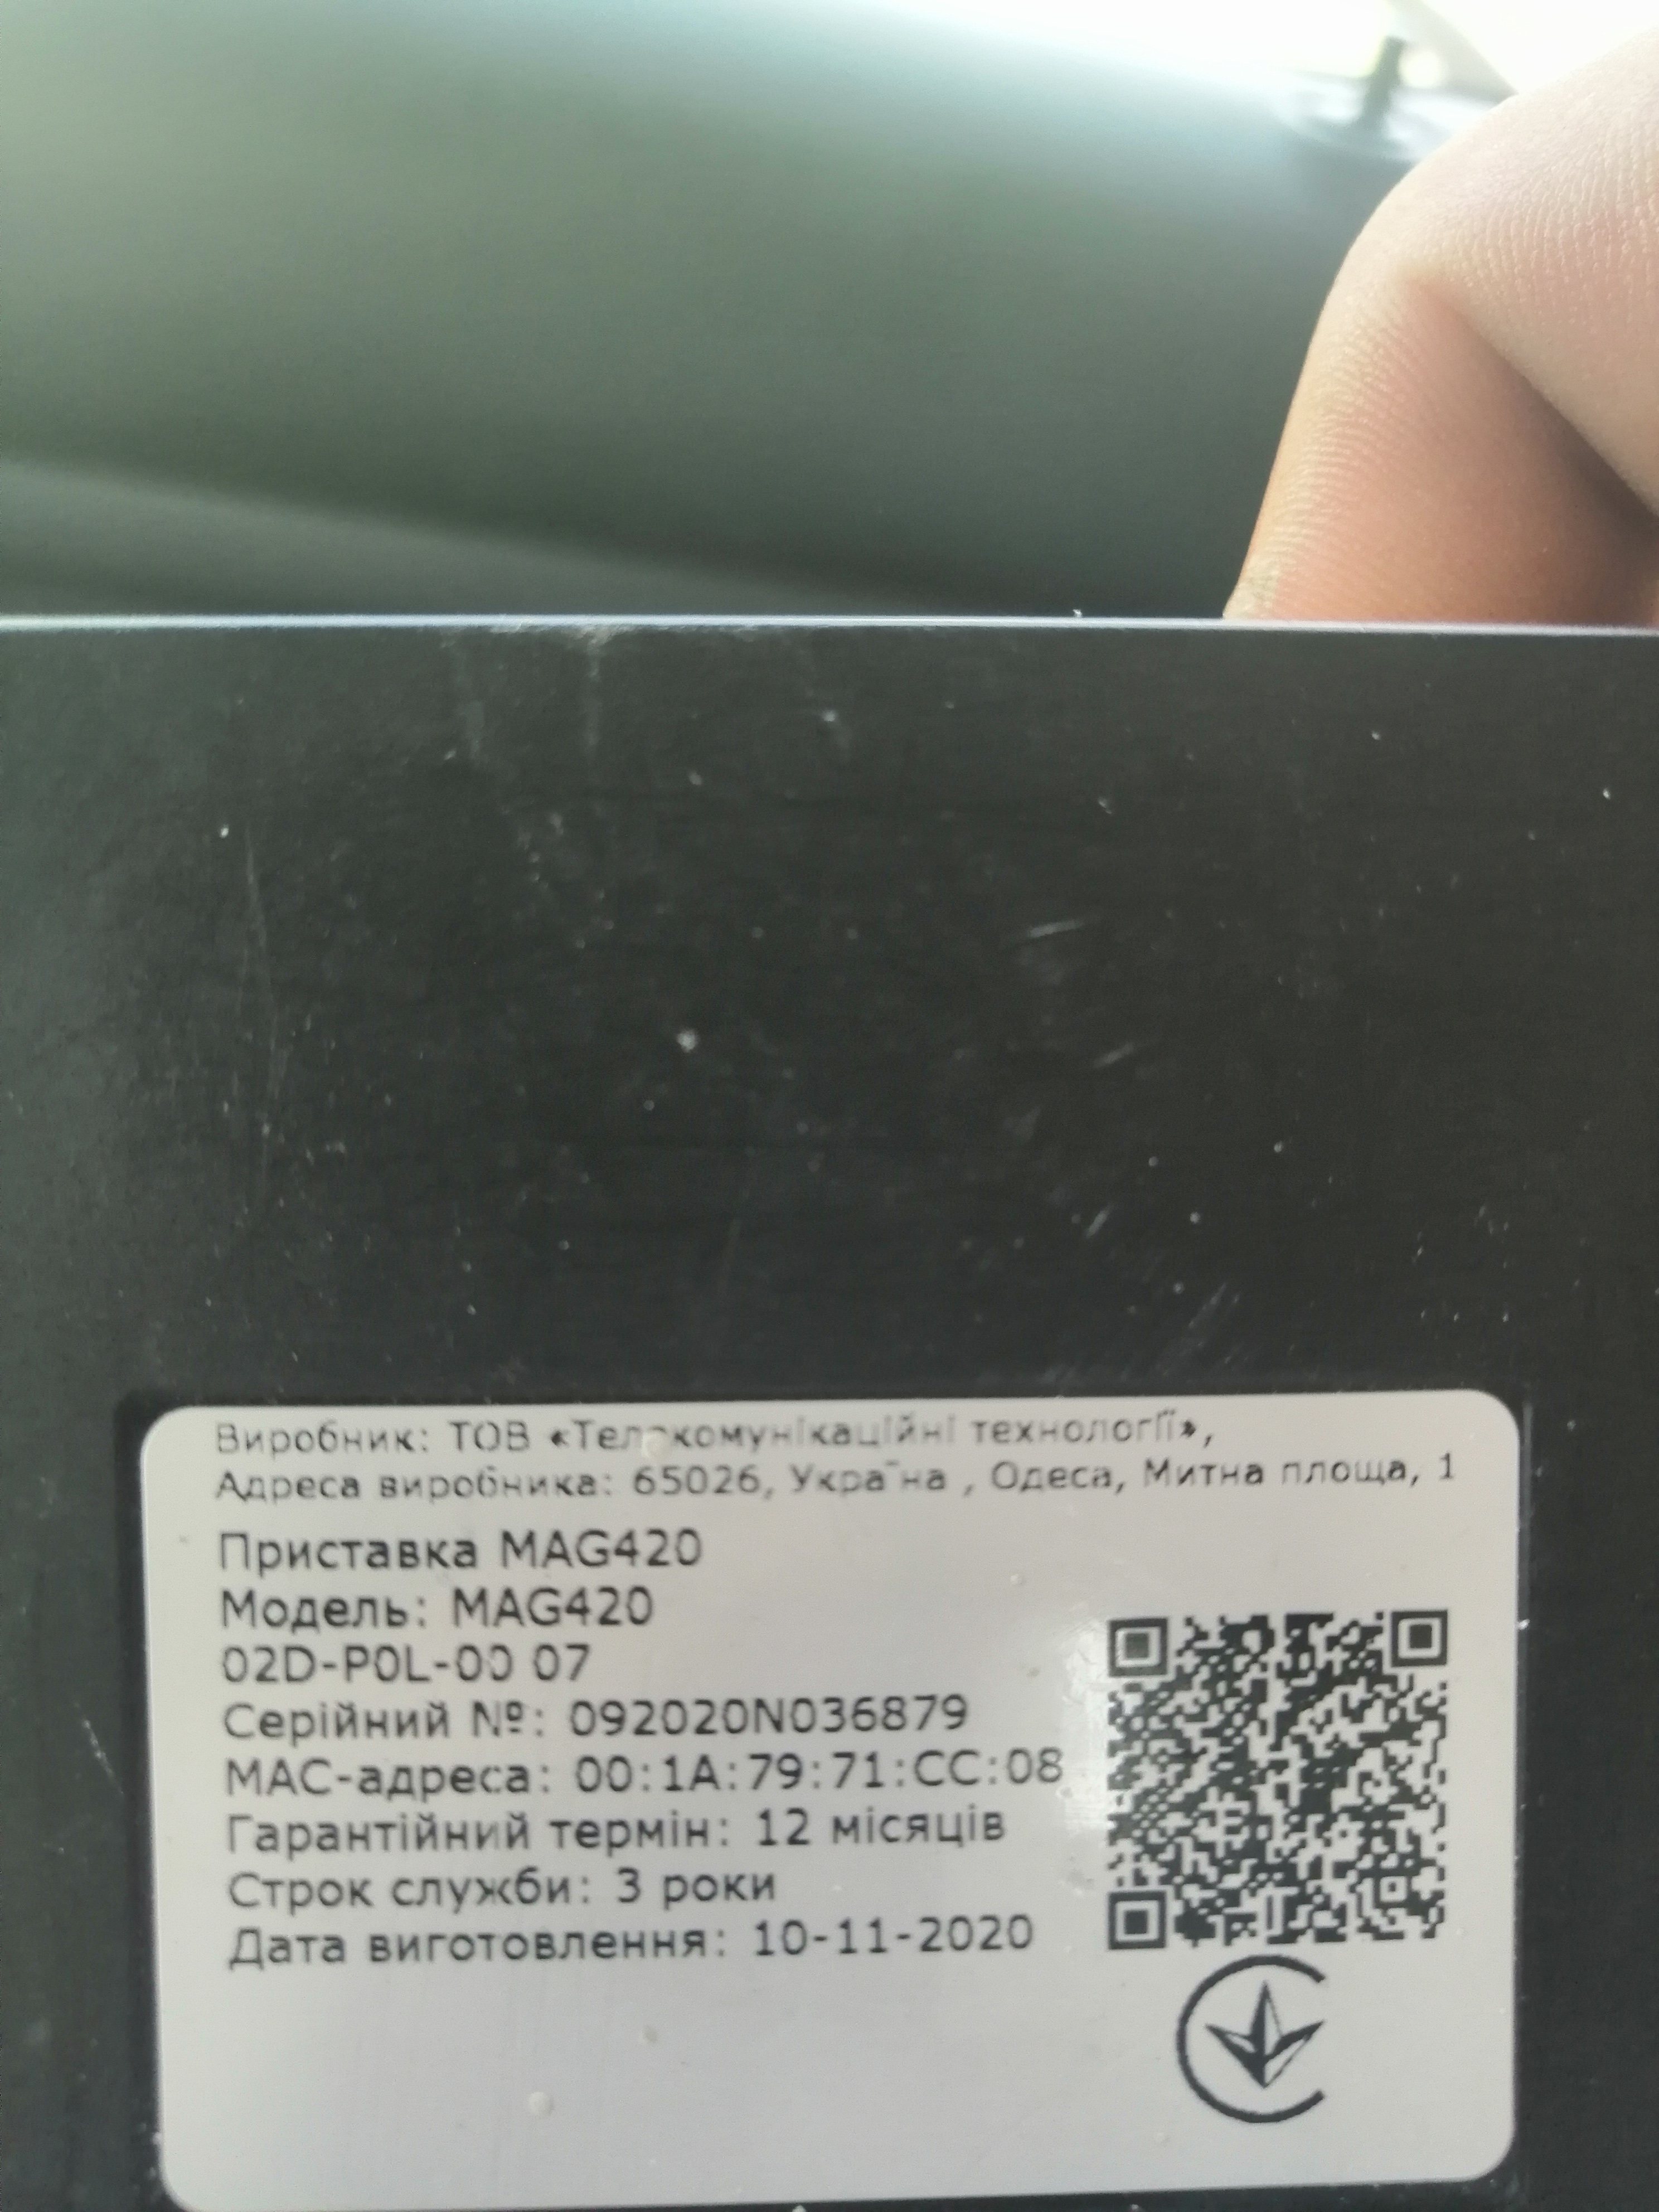 Виробник: ТОВ «Телекомунікаційні технології»,
Адреса виробника: 65026, Україна , Одеса, Митна площа, 1
Приставка MAG420
Модель: MAG420
02D-P0L-00 07
Серійний №: 092020N036879
MAC-адреса: 00:1A:79:71:CC:08
Гарантійний термін: 12 місяців
Строк служби: 3 роки
Дата виготовлення: 10-11-2020